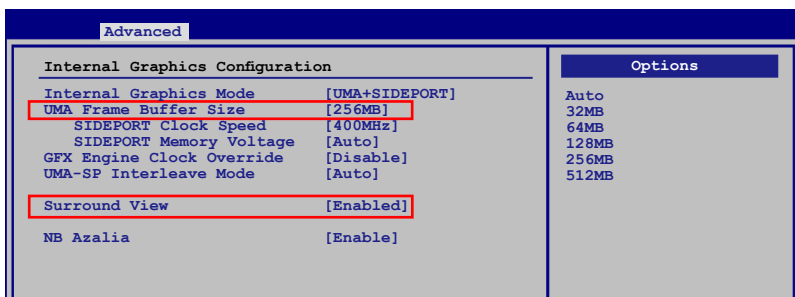 Advanced
Internal Graphics Configuration
Internal Graphics Mode [UMA+SIDEPORT]
UMA Frame Buffer Size [256MB]
SIDEPORT Clock Speed [400MHz]
SIDEPORT Memory Voltage [Auto]
GFX Engine Clock Override [Disable]
UMA-SP Interleave Mode [Auto]
Surround View [Enabled]
NB Azalia [Enable]
Options
Auto
32MB
64MB
128MB
256MB
512MB